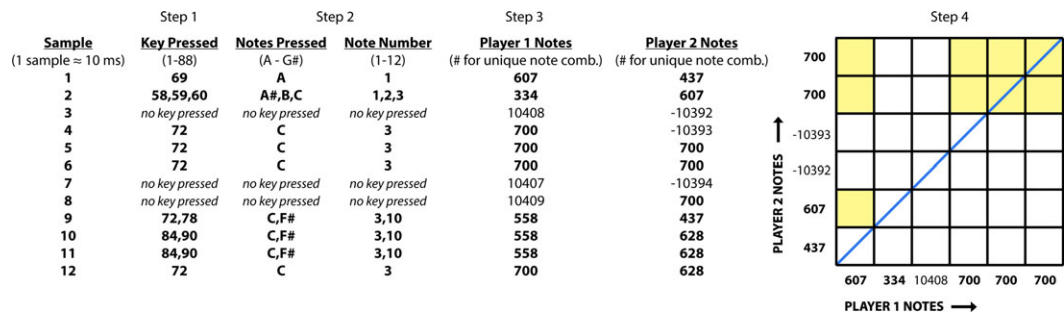 Step 1 Step 2 Step 3 Step 4
Sample Key Pressed Notes Pressed Note Number Player 1 Notes Player 2 Notes
(1 sample ≈ 10 ms) (1-88) (A - G#) (1-12) (# for unique note comb.) (# for unique note comb.)
1 69 A 1 607 437
2 58,59,60 A#,B,C 1,2,3 334 607
3 no key pressed no key pressed no key pressed 10408 -10392
4 72 C 3 700 -10393
5 72 C 3 700 700
6 72 C 3 700 700
7 no key pressed no key pressed no key pressed 10407 -10394
8 no key pressed no key pressed no key pressed 10409 700
9 72,78 C,F# 3,10 558 437
10 84,90 C,F# 3,10 558 628
11 84,90 C,F# 3,10 558 628
12 72 C 3 700 628
PLAYER 2 NOTES
700
700
-10393
-10392
607
437
607 334 10408 700 700 700
PLAYER 1 NOTES